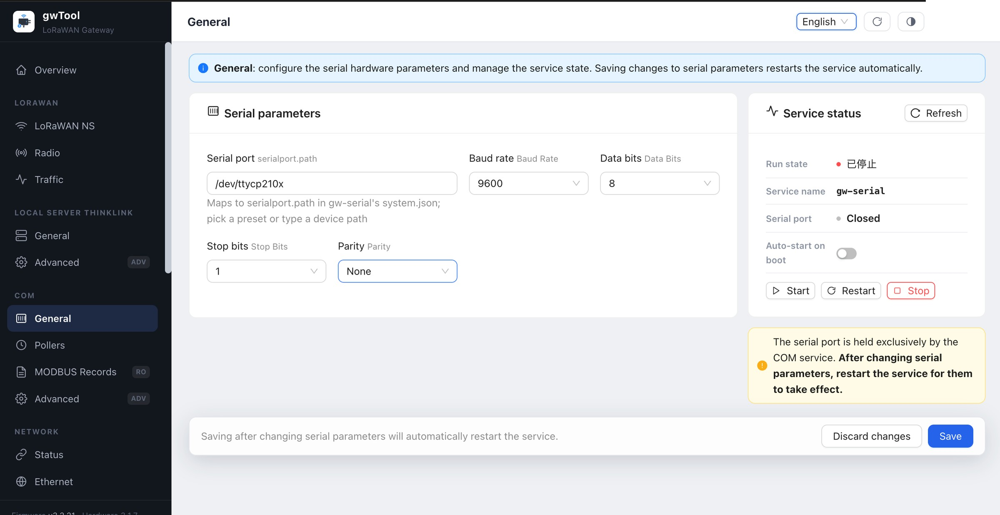 gwTool
LoRaWAN Gateway
Overview
LORAWAN
LoRaWAN NS
Radio
Traffic
LOCAL SERVER THINKLINK
General
Advanced ADV
COM
General
Pollers
MODBUS Records RO
Advanced ADV
NETWORK
Status
Ethernet
General
English
General: configure the serial hardware parameters and manage the service state. Saving changes to serial parameters restarts the service automatically.
Serial parameters
Serial port serialport.path
/dev/ttycp210x
Maps to serialport.path in gw-serial's system.json;
pick a preset or type a device path
Baud rate Baud Rate
9600
Data bits Data Bits
8
Stop bits Stop Bits
1
Parity Parity
None
Service status
Refresh
Run state 已停止
Service name gw-serial
Serial port Closed
Auto-start on
boot
Start Restart Stop
The serial port is held exclusively by the
COM service. After changing serial
parameters, restart the service for them
to take effect.
Saving after changing serial parameters will automatically restart the service.
Discard changes Save